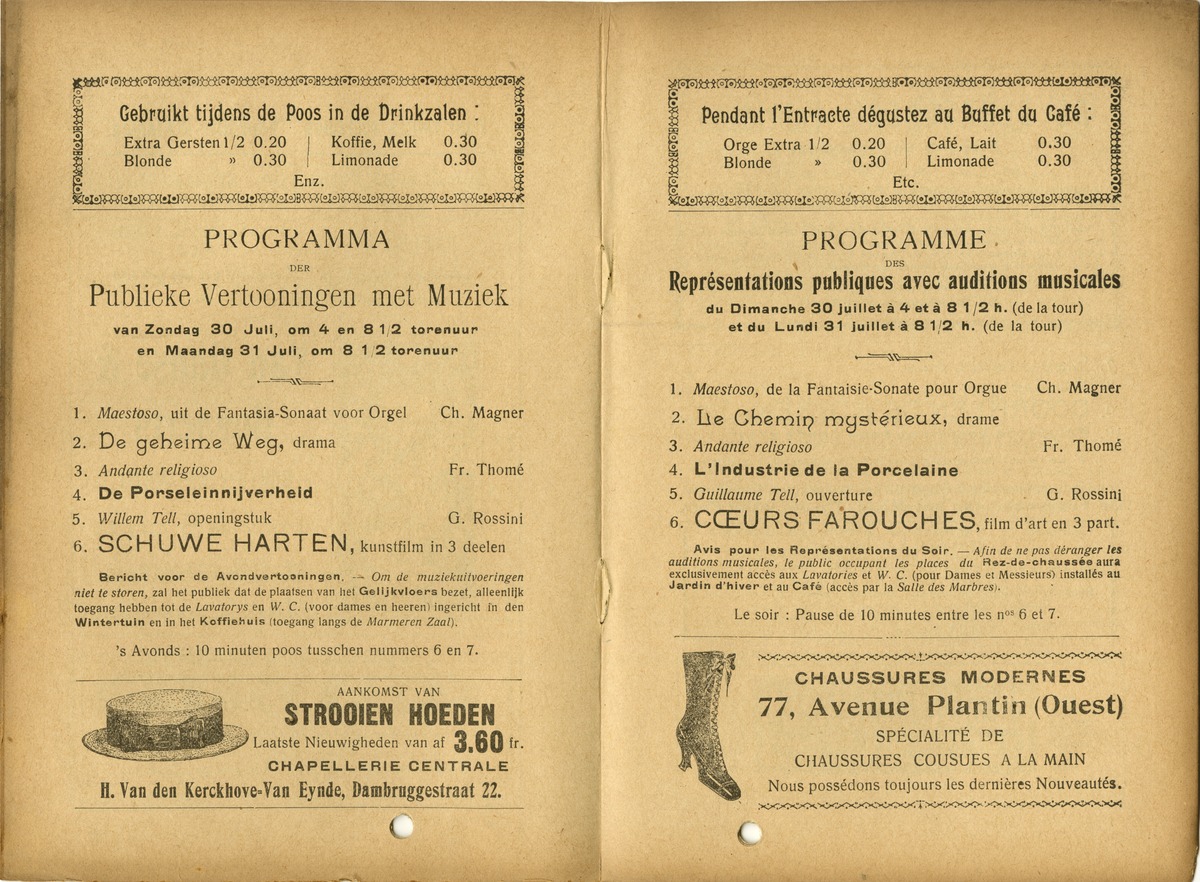 Gebruikt tijdens de Poos in de Drinkzalen :
Extra Gersten 1/2 0.20 | Koffie, Melk 0.30
Blonde » 0.30 | Limonade 0.30
Enz.
PROGRAMMA
DER
Publieke Vertooningen met Muziek
van Zondag 30 Juli, om 4 en 8 1/2 torenuur
en Maandag 31 Juli, om 8 1/2 torenuur
1. Maestoso, uit de Fantasia-Sonaat voor Orgel Ch. Magner
2. De geheime Weg, drama
3. Andante religioso Fr. Thomé
4. De Porseleinnijverheid
5. Willem Tell, openingstuk G. Rossini
6. SCHUWE HARTEN, kunstfilm in 3 deelen
Bericht voor de Avondvertooningen. — Om de muziekuitvoeringen
niet te storen, zal het publiek dat de plaatsen van het Gelijkvloers bezet, alleenlijk
toegang hebben tot de Lavatorys en W. C. (voor dames en heeren) ingericht in den
Wintertuin en in het Koffiehuis (toegang langs de Marmeren Zaal).
's Avonds : 10 minuten poos tusschen nummers 6 en 7.
AANKOMST VAN
STROOIEN HOEDEN
Laatste Nieuwigheden van af 3.60 fr.
CHAPELLERIE CENTRALE
H. Van den Kerckhove-Van Eynde, Dambruggestraat 22.
Pendant l'Entracte dégustez au Buffet du Café :
Orge Extra 1/2 0.20 | Café, Lait 0.30
Blonde » 0.30 | Limonade 0.30
Etc.
PROGRAMME
DES
Représentations publiques avec auditions musicales
du Dimanche 30 juillet à 4 et à 8 1/2 h. (de la tour)
et du Lundi 31 juillet à 8 1/2 h. (de la tour)
1. Maestoso, de la Fantaisie-Sonate pour Orgue Ch. Magner
2. Le Chemin mystérieux, drame
3. Andante religioso Fr. Thomé
4. L'Industrie de la Porcelaine
5. Guillaume Tell, ouverture G. Rossini
6. CŒURS FAROUCHES, film d'art en 3 part.
Avis pour les Représentations du Soir. — Afin de ne pas déranger les
auditions musicales, le public occupant les places du Rez-de-chaussée aura
exclusivement accès aux Lavatories et W. C. (pour Dames et Messieurs) installés au
Jardin d'hiver et au Café (accès par la Salle des Marbres).
Le soir : Pause de 10 minutes entre les nos 6 et 7.
CHAUSSURES MODERNES
77, Avenue Plantin (Ouest)
SPÉCIALITÉ DE
CHAUSSURES COUSUES A LA MAIN
Nous possédons toujours les dernières Nouveautés.